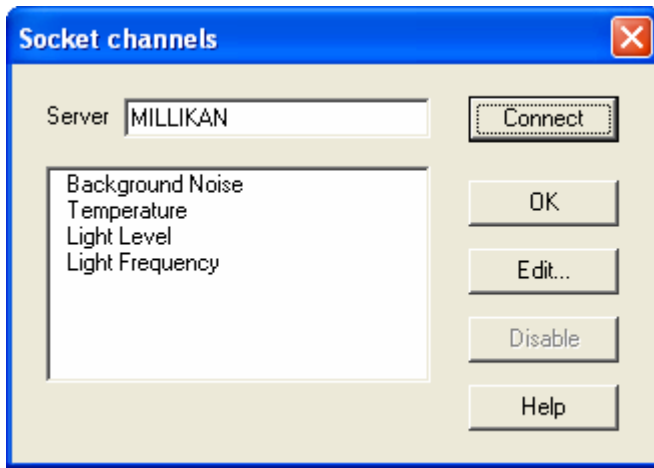 Socket channels
Server MILLIKAN
Connect
Background Noise
Temperature
Light Level
Light Frequency
OK
Edit...
Disable
Help